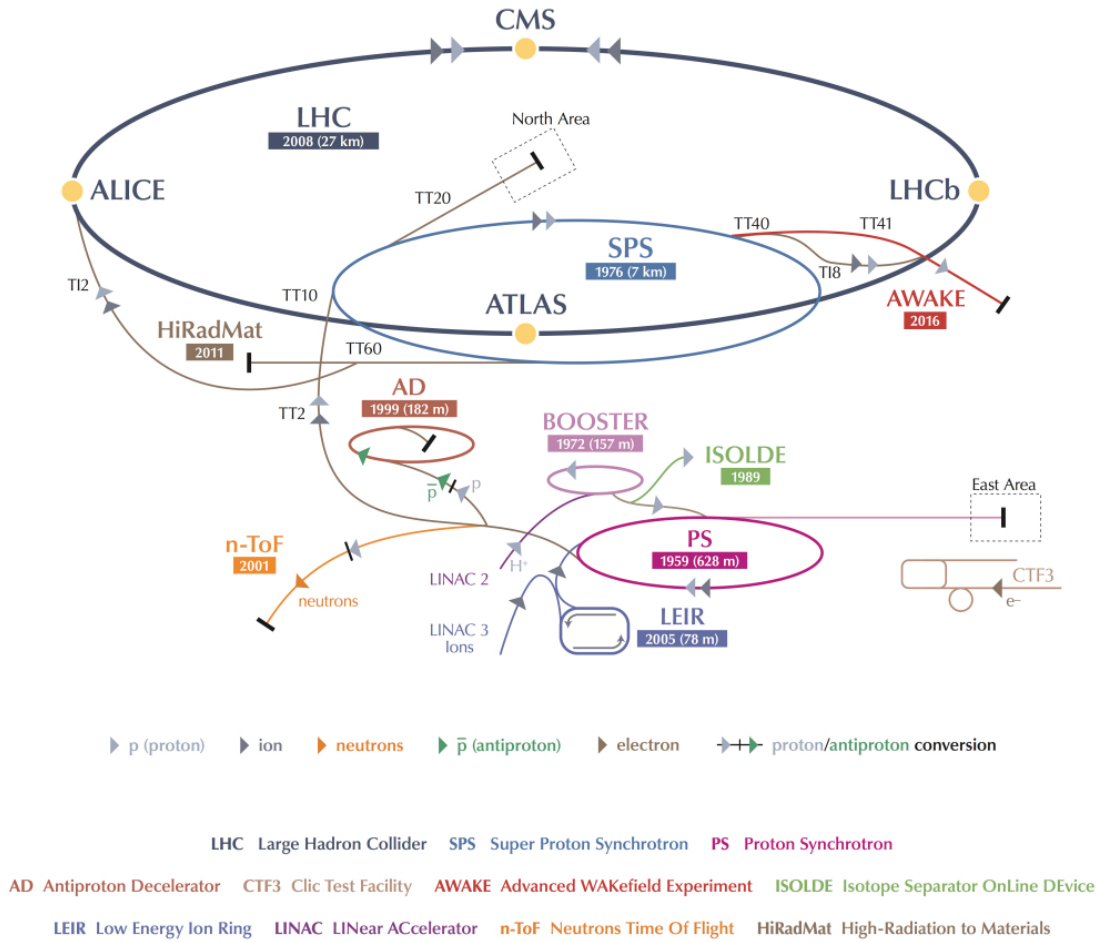 CMS
LHC
2008 (27 km)
North Area
ALICE
TT20
LHCb
TT40
TT41
SPS
1976 (7 km)
TI8
TI2
TT10
ATLAS
AWAKE
2016
HiRadMat
2011
TT60
AD
1999 (182 m)
TT2
BOOSTER
1972 (157 m)
ISOLDE
1989
p̅
p
East Area
n-ToF
2001
PS
1959 (628 m)
LINAC 2
H⁺
neutrons
CTF3
e⁻
LINAC 3
Ions
LEIR
2005 (78 m)
p (proton)
ion
neutrons
p̅ (antiproton)
electron
proton/antiproton conversion
LHC Large Hadron Collider SPS Super Proton Synchrotron PS Proton Synchrotron
AD Antiproton Decelerator CTF3 Clic Test Facility AWAKE Advanced WAKefield Experiment ISOLDE Isotope Separator OnLine DEvice
LEIR Low Energy Ion Ring LINAC LINear ACcelerator n-ToF Neutrons Time Of Flight HiRadMat High-Radiation to Materials